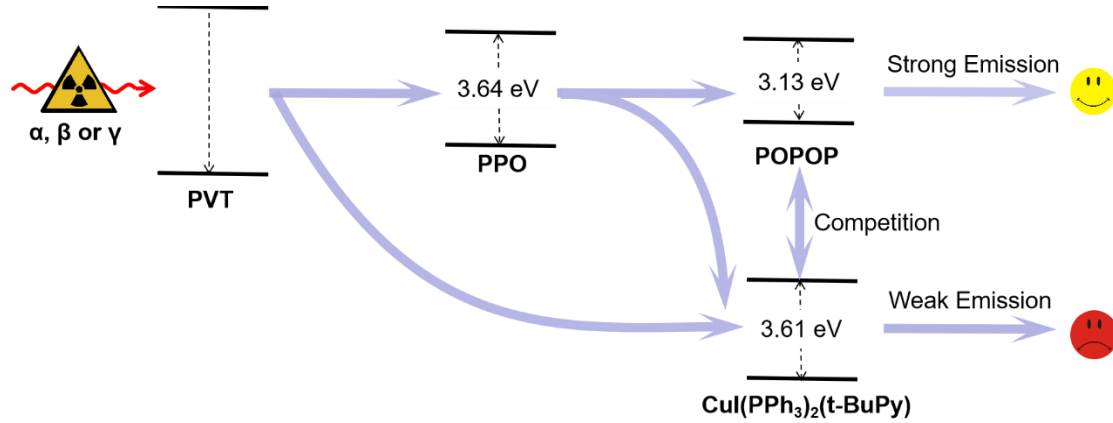 α, β or γ
PVT
3.64 eV
PPO
3.13 eV
POPOP
Strong Emission
Competition
3.61 eV
CuI(PPh₃)₂(t-BuPy)
Weak Emission